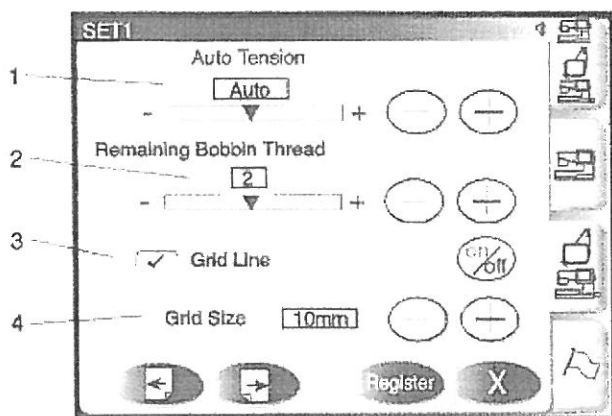 SET1
Auto Tension
1
Auto
- +
Remaining Bobbin Thread
2
2
- +
3
Grid Line
on/off
4
Grid Size 10mm
Register X